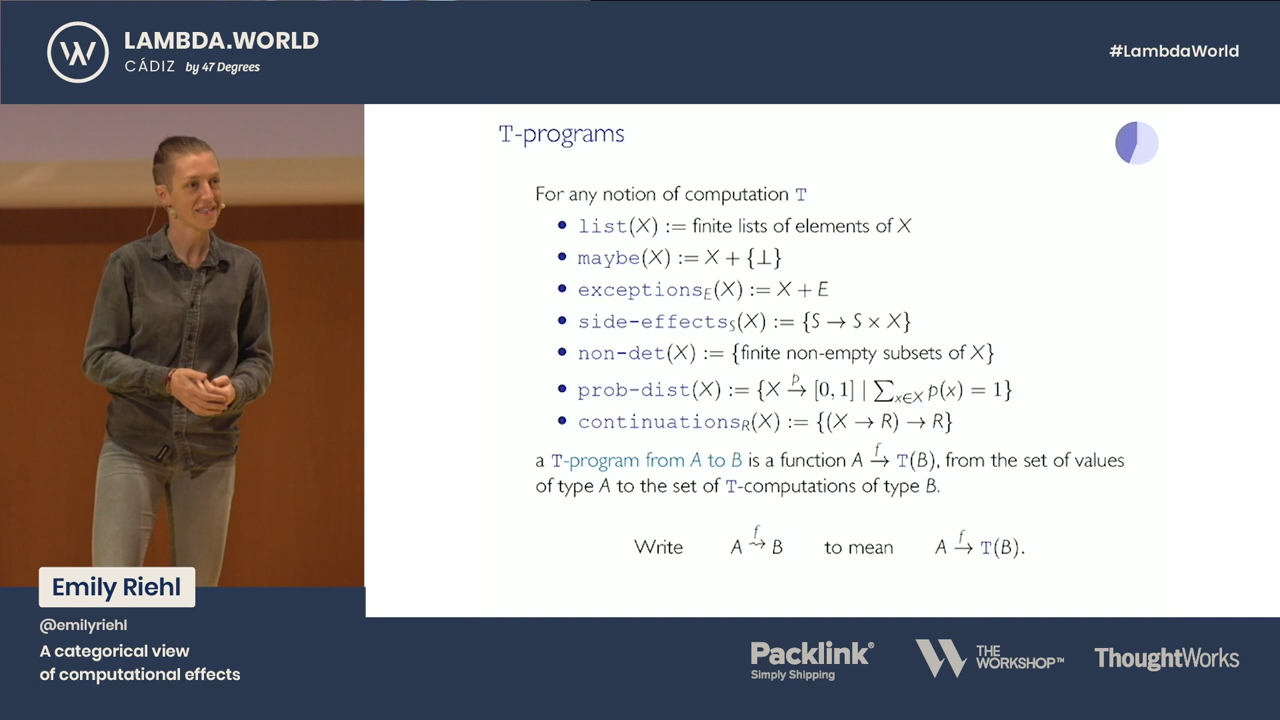 LAMBDA.WORLD
CÁDIZ by 47 Degrees
#LambdaWorld
T-programs
For any notion of computation T
• list(X) := finite lists of elements of X
• maybe(X) := X + {⊥}
• exceptions_E(X) := X + E
• side-effects_S(X) := {S → S × X}
• non-det(X) := {finite non-empty subsets of X}
• prob-dist(X) := {X →^p [0, 1] | ∑_{x∈X} p(x) = 1}
• continuations_R(X) := {(X → R) → R}
a T-program from A to B is a function A →^f T(B), from the set of values
of type A to the set of T-computations of type B.
Write A ⇝^f B to mean A →^f T(B).
Emily Riehl
@emilyriehl
A categorical view
of computational effects
Packlink®
Simply Shipping
THE
WORKSHOP™
ThoughtWorks